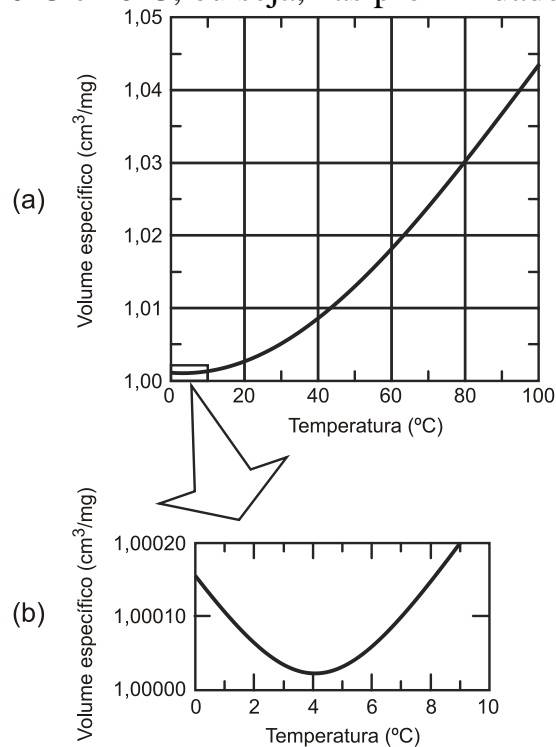 1,05
1,04
1,03
1,02
1,01
1,00
Volume específico (cm³/mg)
(a)
0 20 40 60 80 100
Temperatura (ºC)
1,00020
1,00010
1,00000
Volume específico (cm³/mg)
(b)
0 2 4 6 8 10
Temperatura (ºC)